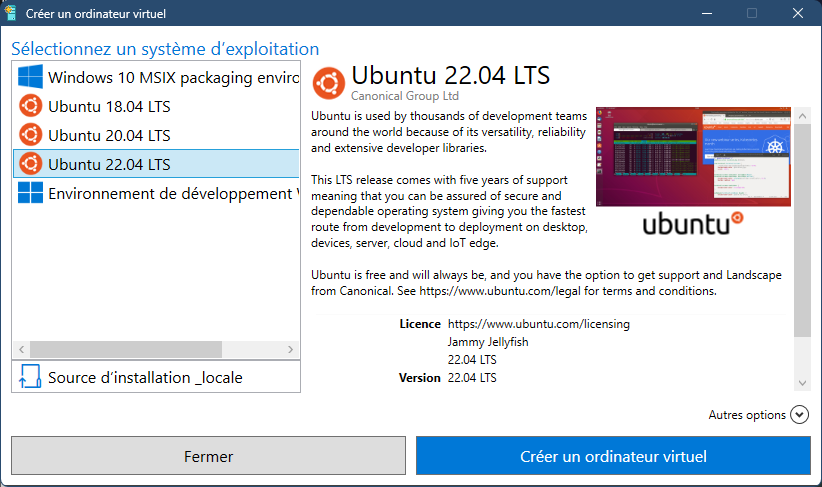 Créer un ordinateur virtuel
Sélectionnez un système d'exploitation
Windows 10 MSIX packaging enviro
Ubuntu 18.04 LTS
Ubuntu 20.04 LTS
Ubuntu 22.04 LTS
Environnement de développement
Source d'installation _locale
Ubuntu 22.04 LTS
Canonical Group Ltd
Ubuntu is used by thousands of development teams
around the world because of its versatility, reliability
and extensive developer libraries.
This LTS release comes with five years of support
meaning that you can be assured of secure and
dependable operating system giving you the fastest
route from development to deployment on desktop,
devices, server, cloud and IoT edge.
ubuntu
Ubuntu is free and will always be, and you have the option to get support and Landscape
from Canonical. See https://www.ubuntu.com/legal for terms and conditions.
Licence https://www.ubuntu.com/licensing
Jammy Jellyfish
22.04 LTS
Version 22.04 LTS
Autres options
Fermer
Créer un ordinateur virtuel